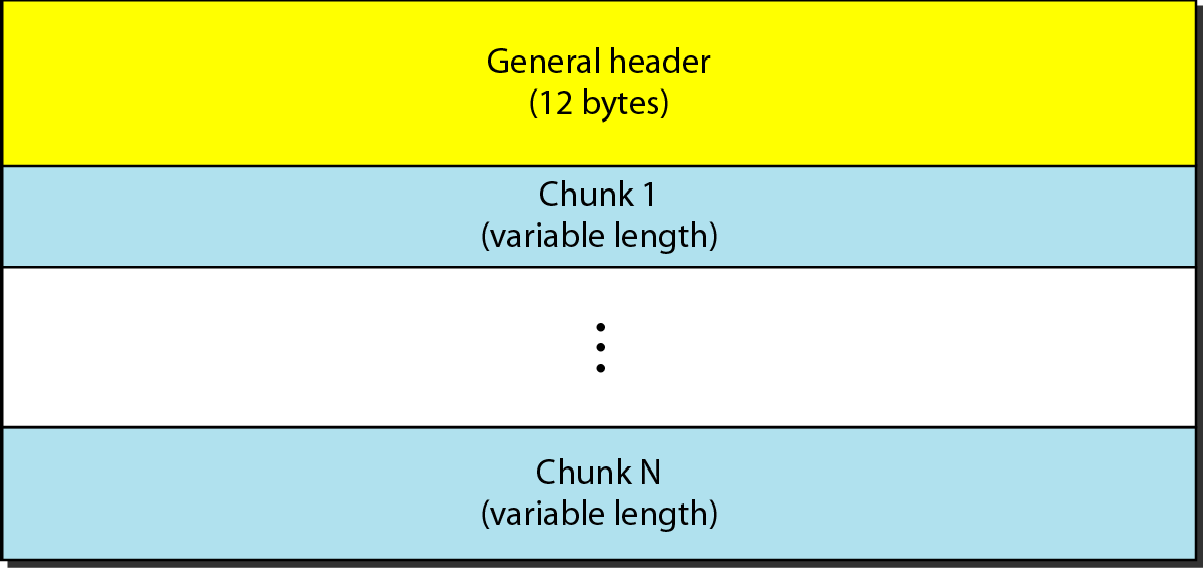 General header
(12 bytes)
Chunk 1
(variable length)
Chunk N
(variable length)